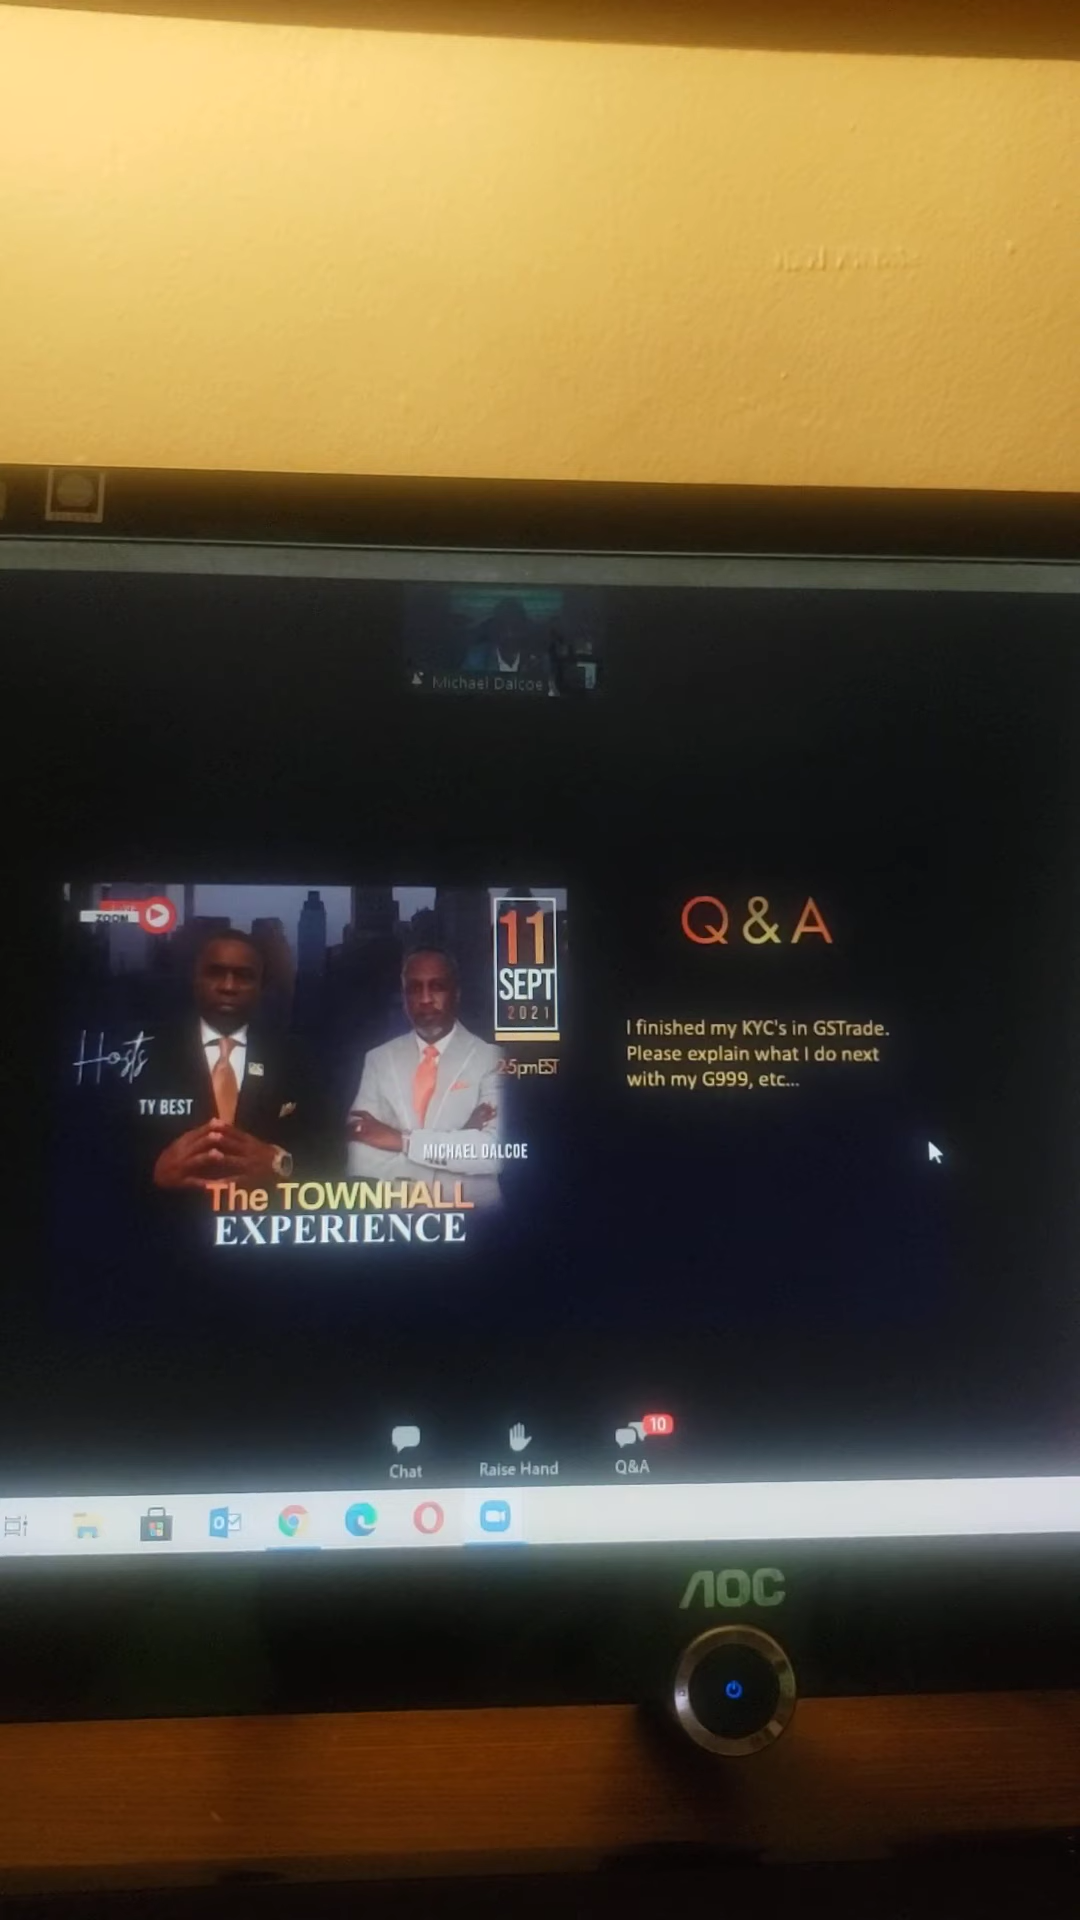 Michael Dalcoe
ZOOM
11
SEPT
2021
Hosts
TY BEST
MICHAEL DALCOE
The TOWNHALL
EXPERIENCE
Q&A
I finished my KYC's in GSTrade.
Please explain what I do next
with my G999, etc...
Chat
Raise Hand
Q&A
10
AOC